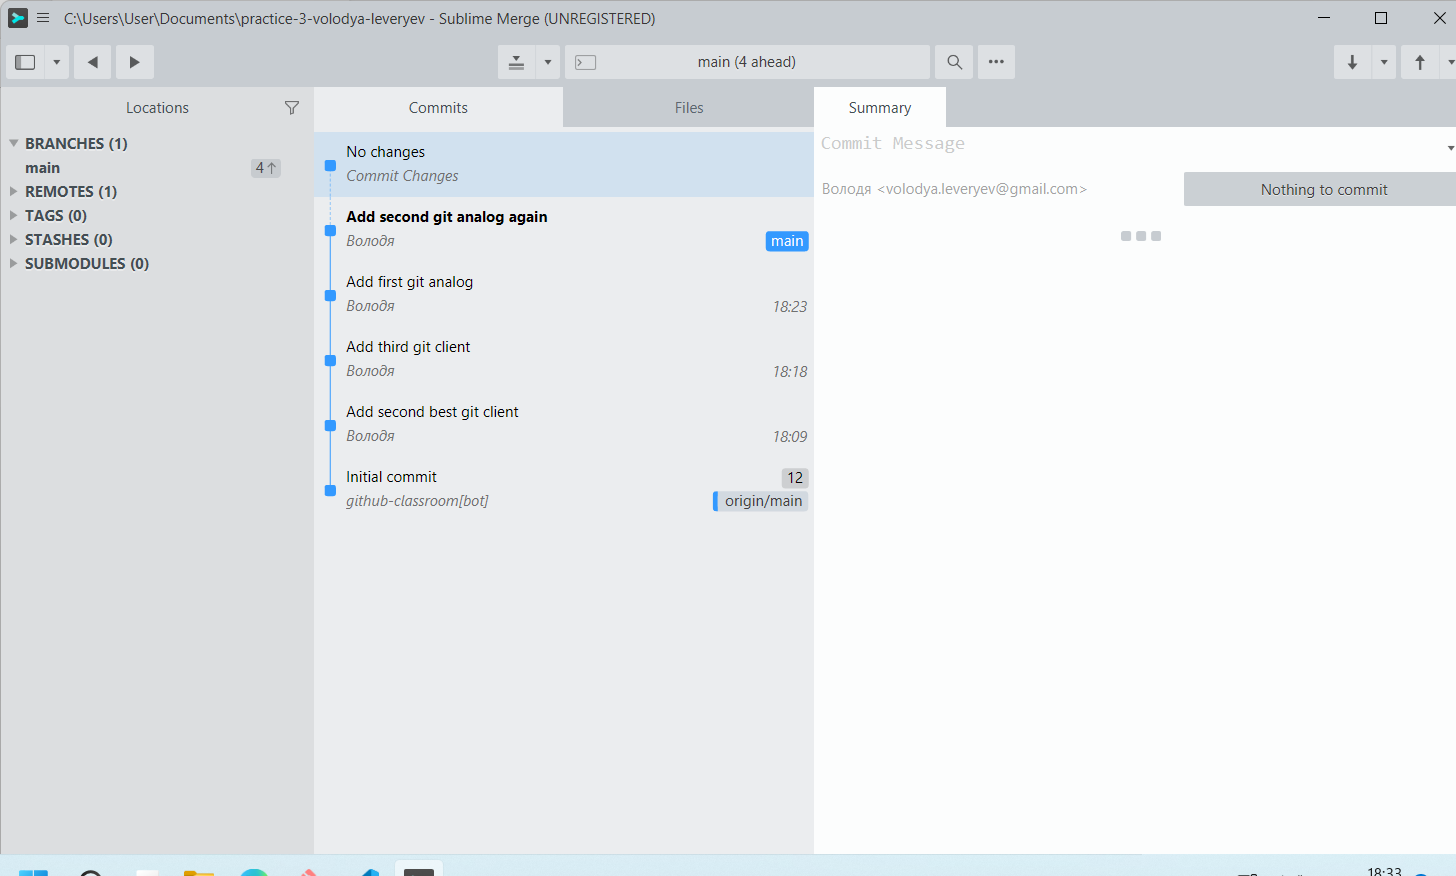 C:\Users\User\Documents\practice-3-volodya-leveryev - Sublime Merge (UNREGISTERED)
main (4 ahead)
Locations
BRANCHES (1)
main 4↑
REMOTES (1)
TAGS (0)
STASHES (0)
SUBMODULES (0)
Commits Files
No changes
Commit Changes
Add second git analog again
Володя main
Add first git analog
Володя 18:23
Add third git client
Володя 18:18
Add second best git client
Володя 18:09
Initial commit 12
github-classroom[bot] origin/main
Summary
Commit Message
Володя <volodya.leveryev@gmail.com> Nothing to commit
18:33